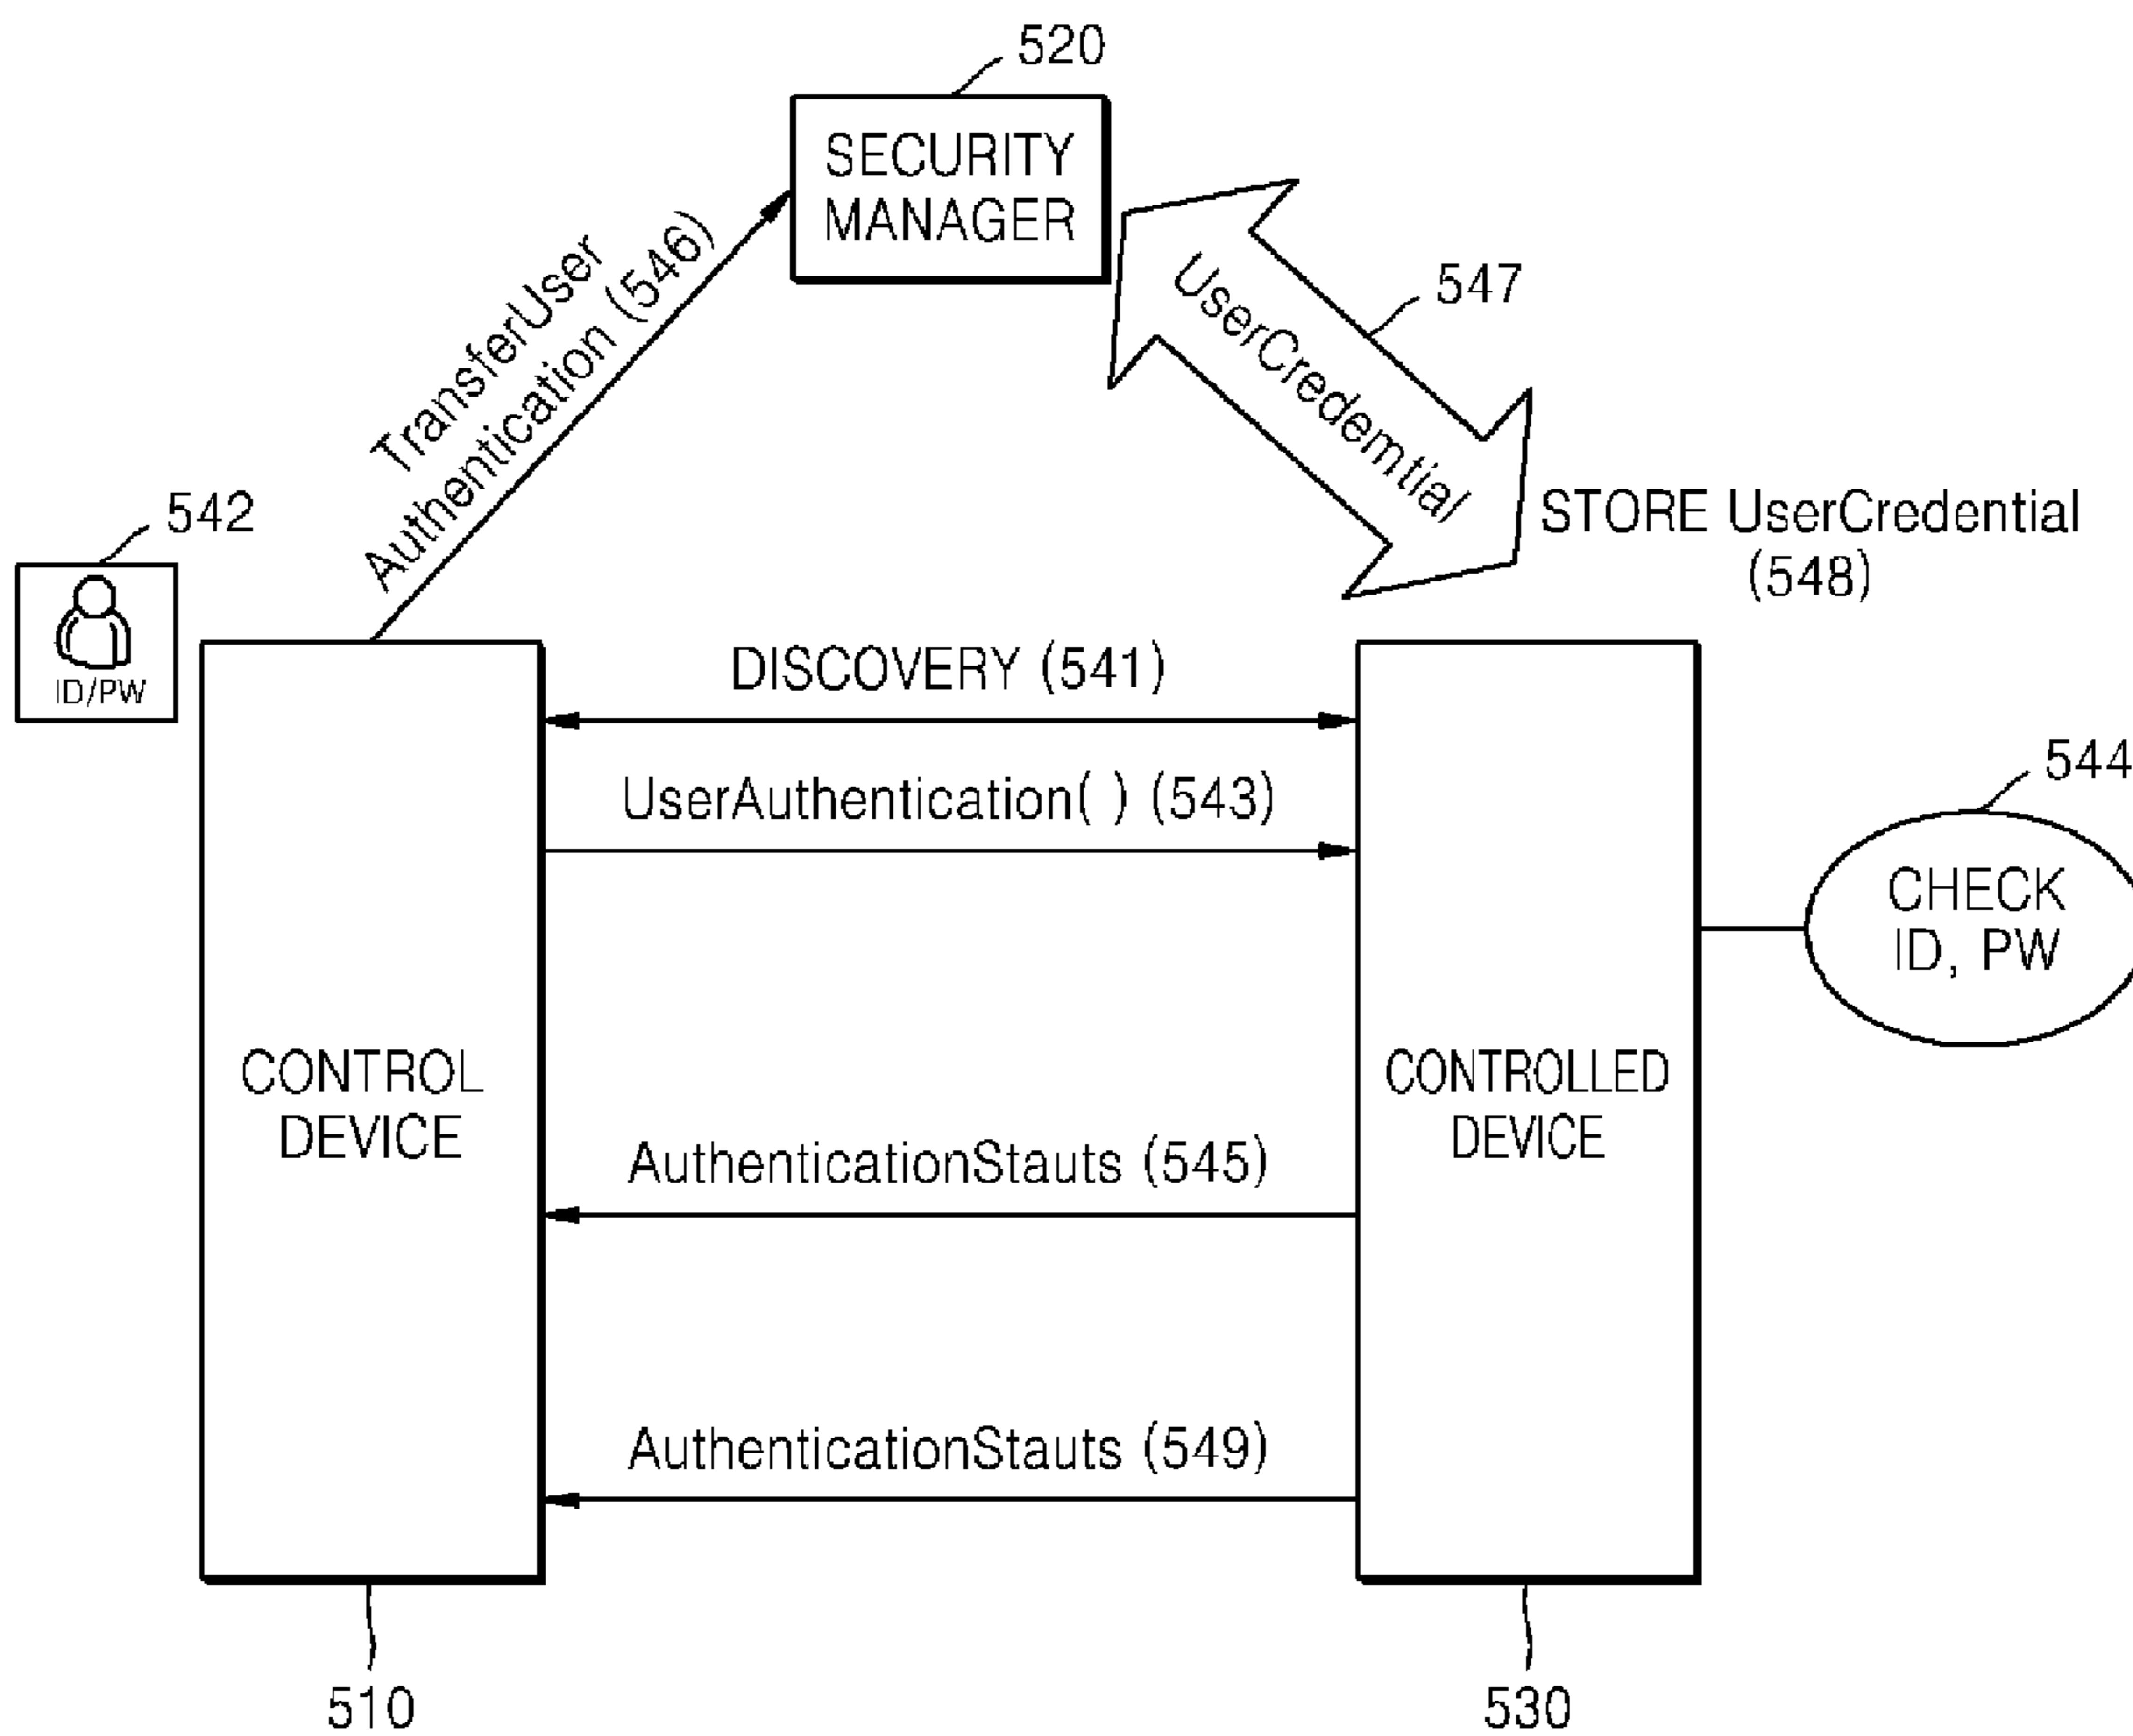 520
SECURITY
MANAGER
TransferUser
Authentication (546)
547
UserCredemtial
STORE UserCredential
(548)
542
ID/PW
DISCOVERY (541)
UserAuthentication( ) (543)
544
CHECK
ID, PW
CONTROL
DEVICE
CONTROLLED
DEVICE
AuthenticationStauts (545)
AuthenticationStauts (549)
510
530